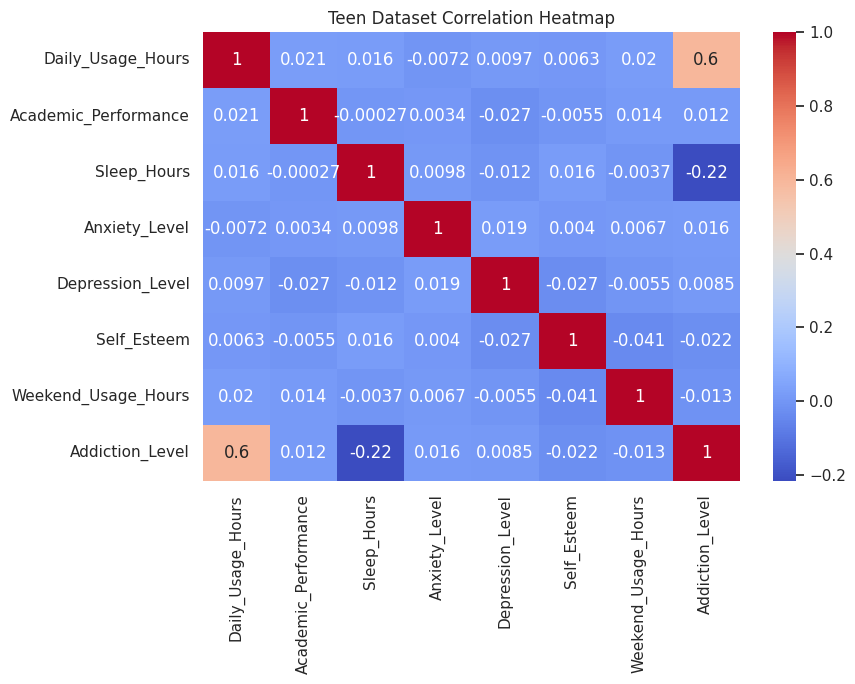 Teen Dataset Correlation Heatmap
Daily_Usage_Hours 1 0.021 0.016 -0.0072 0.0097 0.0063 0.02 0.6
Academic_Performance 0.021 1 -0.00027 0.0034 -0.027 -0.0055 0.014 0.012
Sleep_Hours 0.016 -0.00027 1 0.0098 -0.012 0.016 -0.0037 -0.22
Anxiety_Level -0.0072 0.0034 0.0098 1 0.019 0.004 0.0067 0.016
Depression_Level 0.0097 -0.027 -0.012 0.019 1 -0.027 -0.0055 0.0085
Self_Esteem 0.0063 -0.0055 0.016 0.004 -0.027 1 -0.041 -0.022
Weekend_Usage_Hours 0.02 0.014 -0.0037 0.0067 -0.0055 -0.041 1 -0.013
Addiction_Level 0.6 0.012 -0.22 0.016 0.0085 -0.022 -0.013 1
Daily_Usage_Hours
Academic_Performance
Sleep_Hours
Anxiety_Level
Depression_Level
Self_Esteem
Weekend_Usage_Hours
Addiction_Level
1.0
0.8
0.6
0.4
0.2
0.0
−0.2